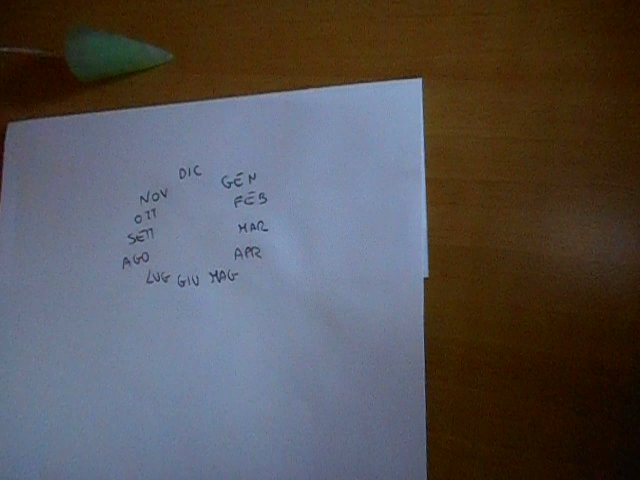 DIC
GEN
FEB
MAR
APR
MAG
GIU
LUG
AGO
SETT
OTT
NOV